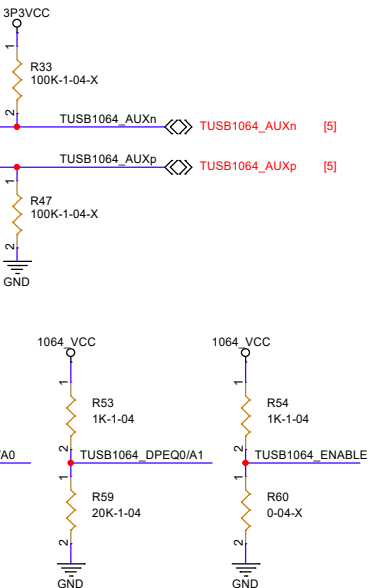 3P3VCC
1
R33
100K-1-04-X
2
TUSB1064_AUXn
TUSB1064_AUXn [5]
TUSB1064_AUXp
TUSB1064_AUXp [5]
1
R47
100K-1-04-X
2
GND
1064_VCC
1064_VCC
1
1
R53
1K-1-04
R54
1K-1-04
2
2
A0
TUSB1064_DPEQ0/A1
TUSB1064_ENABLE
1
1
R59
20K-1-04
R60
0-04-X
2
2
GND
GND